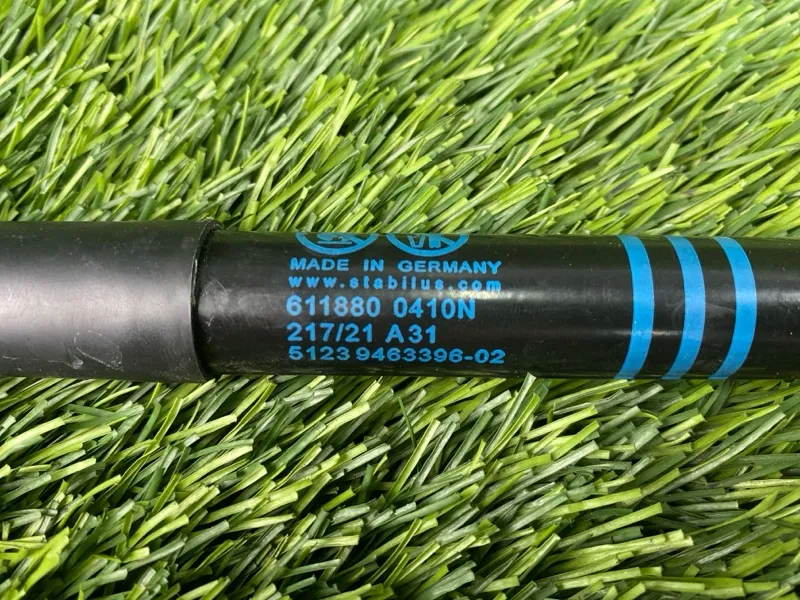 MADE IN GERMANY
www.stabilus.com
611880 0410N
217/21 A31
5123 9463396-02